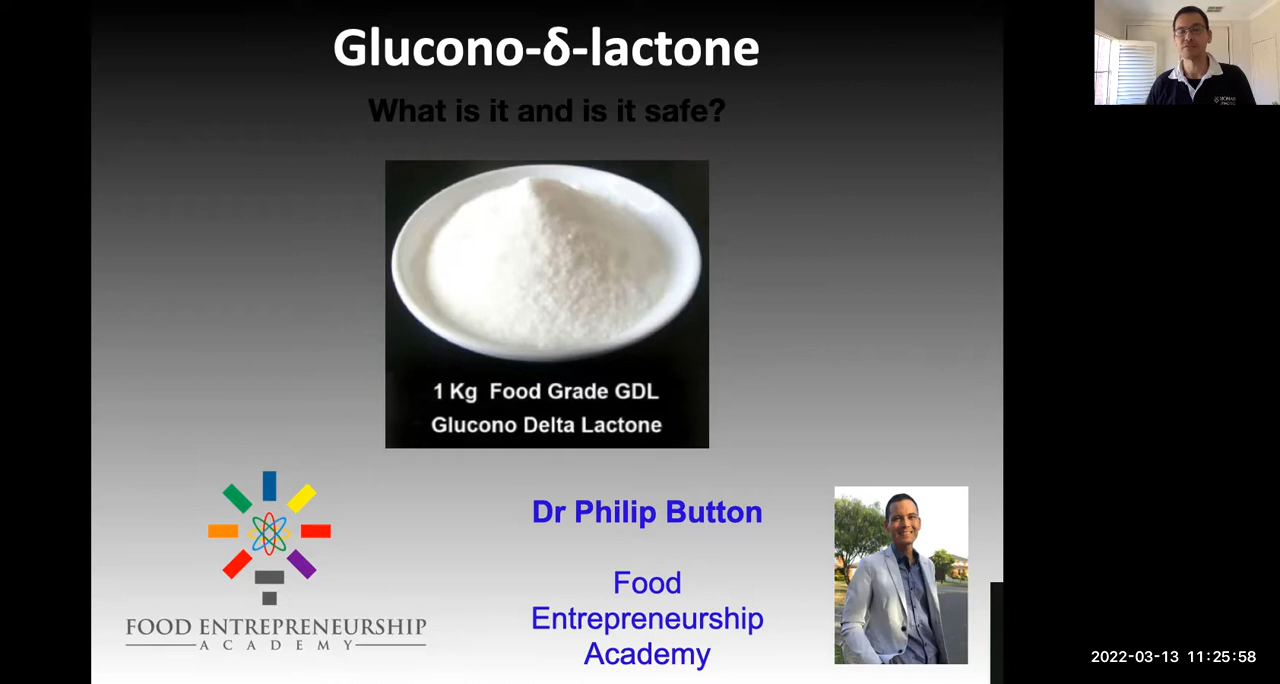 Glucono-δ-lactone
What is it and is it safe?
1 Kg Food Grade GDL
Glucono Delta Lactone
Dr Philip Button
Food
Entrepreneurship
Academy
FOOD ENTREPRENEURSHIP
ACADEMY
2022-03-13 11:25:58